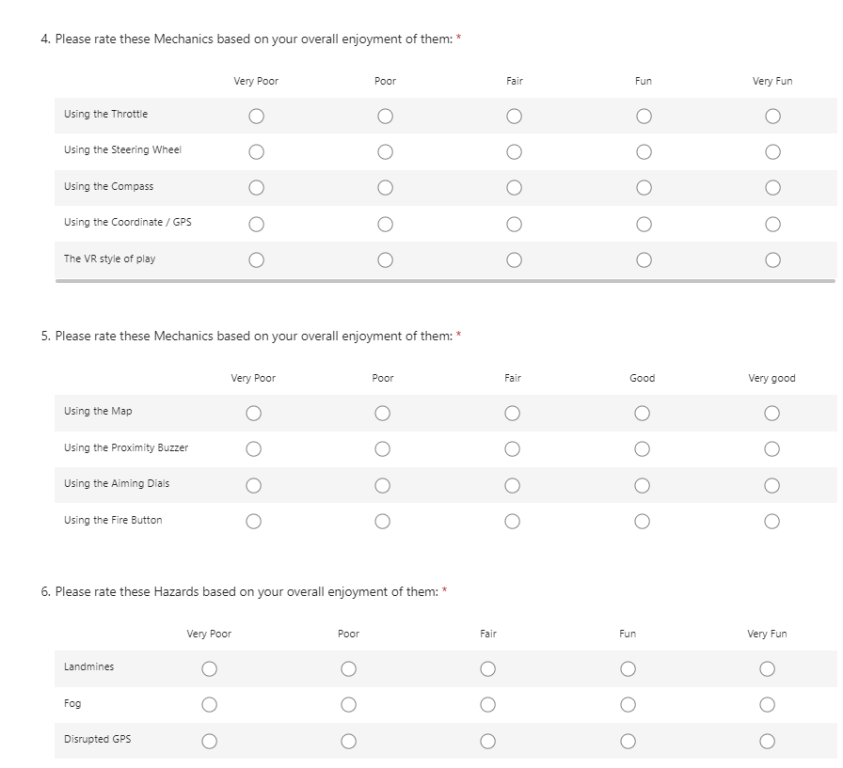 4. Please rate these Mechanics based on your overall enjoyment of them: *
Very Poor Poor Fair Fun Very Fun
Using the Throttle
Using the Steering Wheel
Using the Compass
Using the Coordinate / GPS
The VR style of play
5. Please rate these Mechanics based on your overall enjoyment of them: *
Very Poor Poor Fair Good Very good
Using the Map
Using the Proximity Buzzer
Using the Aiming Dials
Using the Fire Button
6. Please rate these Hazards based on your overall enjoyment of them: *
Very Poor Poor Fair Fun Very Fun
Landmines
Fog
Disrupted GPS